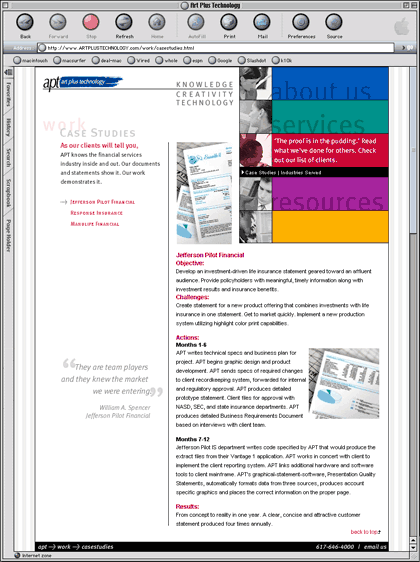 Art Plus Technology
Back Forward Stop Refresh Home AutoFill Print Mail Preferences Source
Address: http://www.ARTPLUSTECHNOLOGY.com/work/casestudies.html go
macintouch macsurfer deal-mac Wired whole espn Google Slashdot k10k
Favorites
History
Search
Scrapbook
Page Holder
apt art plus technology
KNOWLEDGE
CREATIVITY
TECHNOLOGY
about us
services
"The proof is in the pudding." Read
what we've done for others. Check
out our list of clients.
Case Studies | Industries Served
resources
work
CASE STUDIES
As our clients will tell you,
APT knows the financial services
industry inside and out. Our documents
and statements show it. Our work
demonstrates it.
→ JEFFERSON PILOT FINANCIAL
RESPONSE INSURANCE
MANULIFE FINANCIAL
Jefferson Pilot Financial
Objective:
Develop an investment-driven life insurance statement geared toward an affluent
audience. Provide policyholders with meaningful, timely information along with
investment results and insurance benefits.
Challenges:
Create statement for a new product offering that combines investments with life
insurance in one statement. Get to market quickly. Implement a new production
system utilizing highlight color print capabilities.
Actions:
Months 1-6
APT writes technical specs and business plan for
project. APT begins graphic design and product
development. APT sends specs of required changes
to client recordkeeping system, forwarded for internal
and regulatory approval. APT produces detailed
prototype statement. Client files for approval with
NASD, SEC, and state insurance departments. APT
produces detailed Business Requirements Document
based on interviews with client team.
"They are team players
and they knew the market
we were entering."
William A. Spencer
Jefferson Pilot Financial
Months 7-12
Jefferson Pilot IS department writes code specified by APT that would produce the
extract files from their Vantage 1 application. APT works in concert with client to
implement the client reporting system. APT links additional hardware and software
tools to client mainframe. APT's graphical-statement-software, Presentation Quality
Statements, automatically formats data from three sources, produces account
specific graphics and places the correct information on the proper page.
Results:
From concept to reality in one year. A clear, concise and attractive customer
statement produced four times annually.
back to top
apt → work → casestudies 617-646-4000 | email us
Internet zone